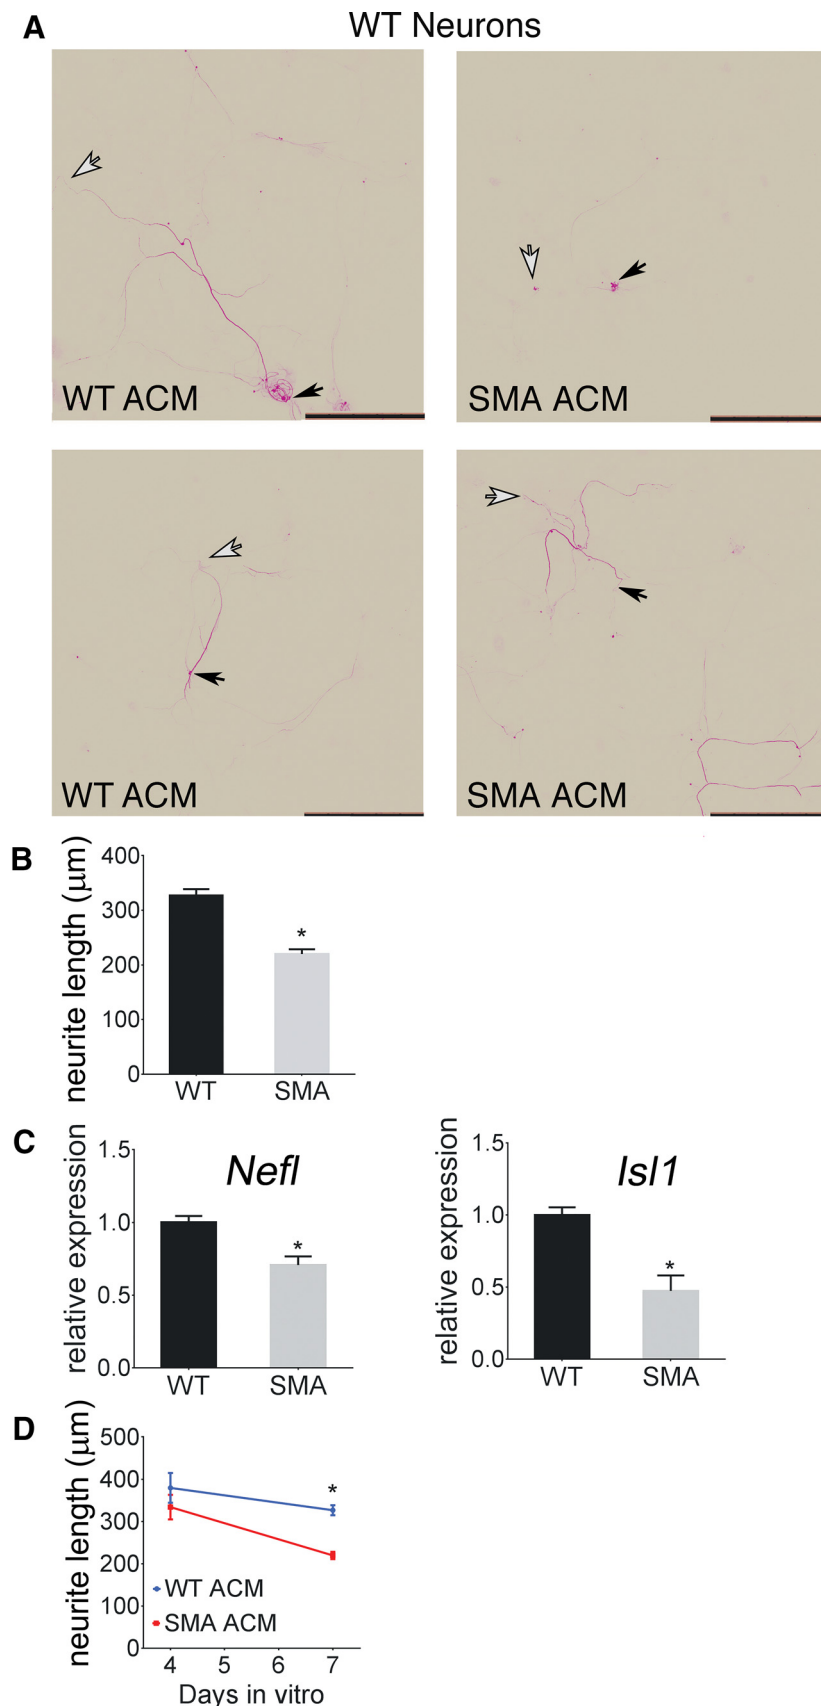 A
WT Neurons
WT ACM
SMA ACM
WT ACM
SMA ACM
B
neurite length (μm)
400
300
200
100
0
*
WT
SMA
C
relative expression
1.5
1.0
0.5
0.0
Nefl
*
WT
SMA
relative expression
1.5
1.0
0.5
0.0
Isl1
*
WT
SMA
D
neurite length (μm)
500
400
300
200
100
0
*
WT ACM
SMA ACM
4 5 6 7
Days in vitro